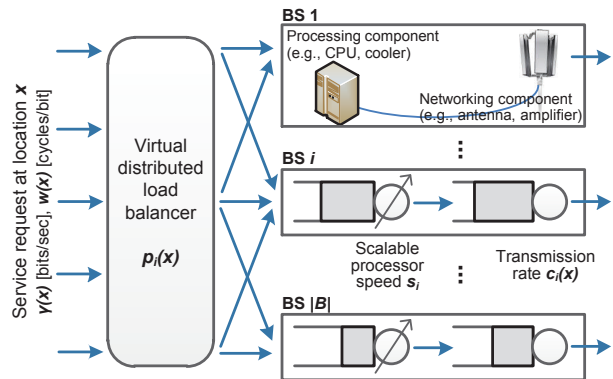 Service request at location x
γ(x) [bits/sec], w(x) [cycles/bit]
Virtual
distributed
load
balancer
pi(x)
BS 1
Processing component
(e.g., CPU, cooler)
Networking component
(e.g., antenna, amplifier)
...
BS i
Scalable
processor
speed si
...
Transmission
rate ci(x)
BS |B|